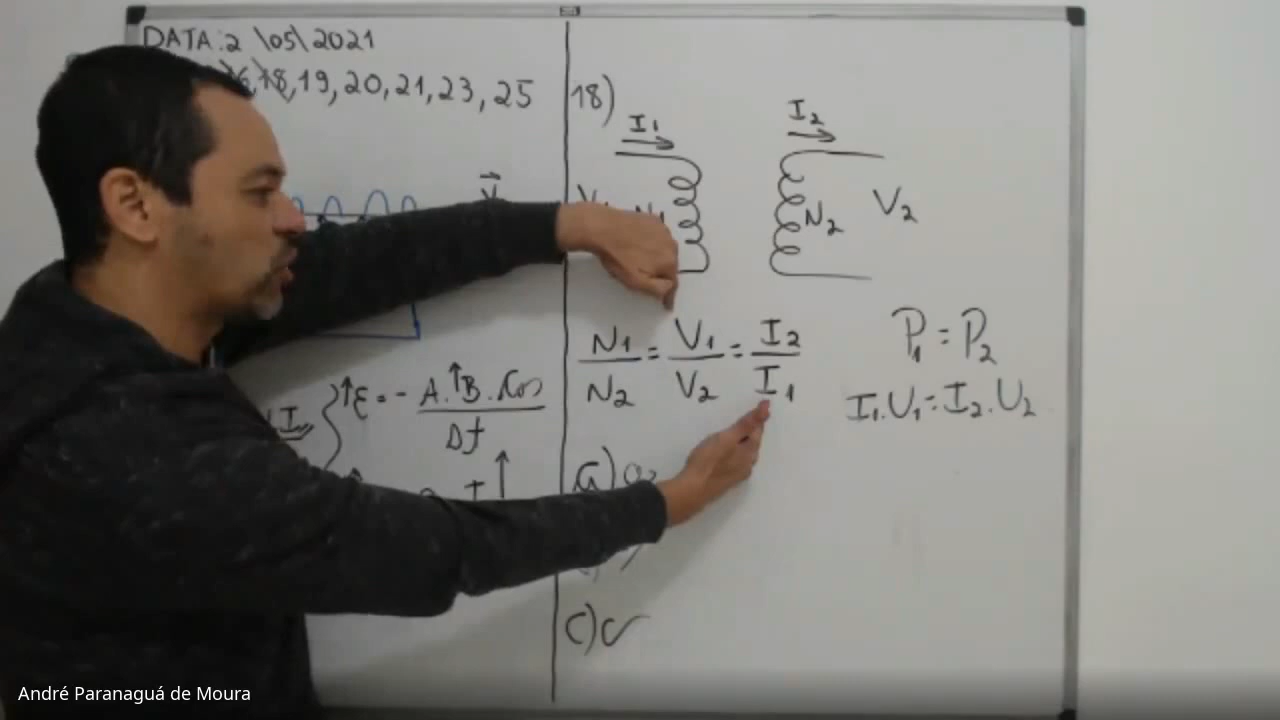 DATA: 2 \05\ 2021
18, 19, 20, 21, 23, 25
18)
I1
I2
N2
V2
N1/N2 = V1/V2 = I2/I1
P1 = P2
I1.U1 = I2.U2
ε = - A.B.cos/Δt
a)
c)
André Paranaguá de Moura